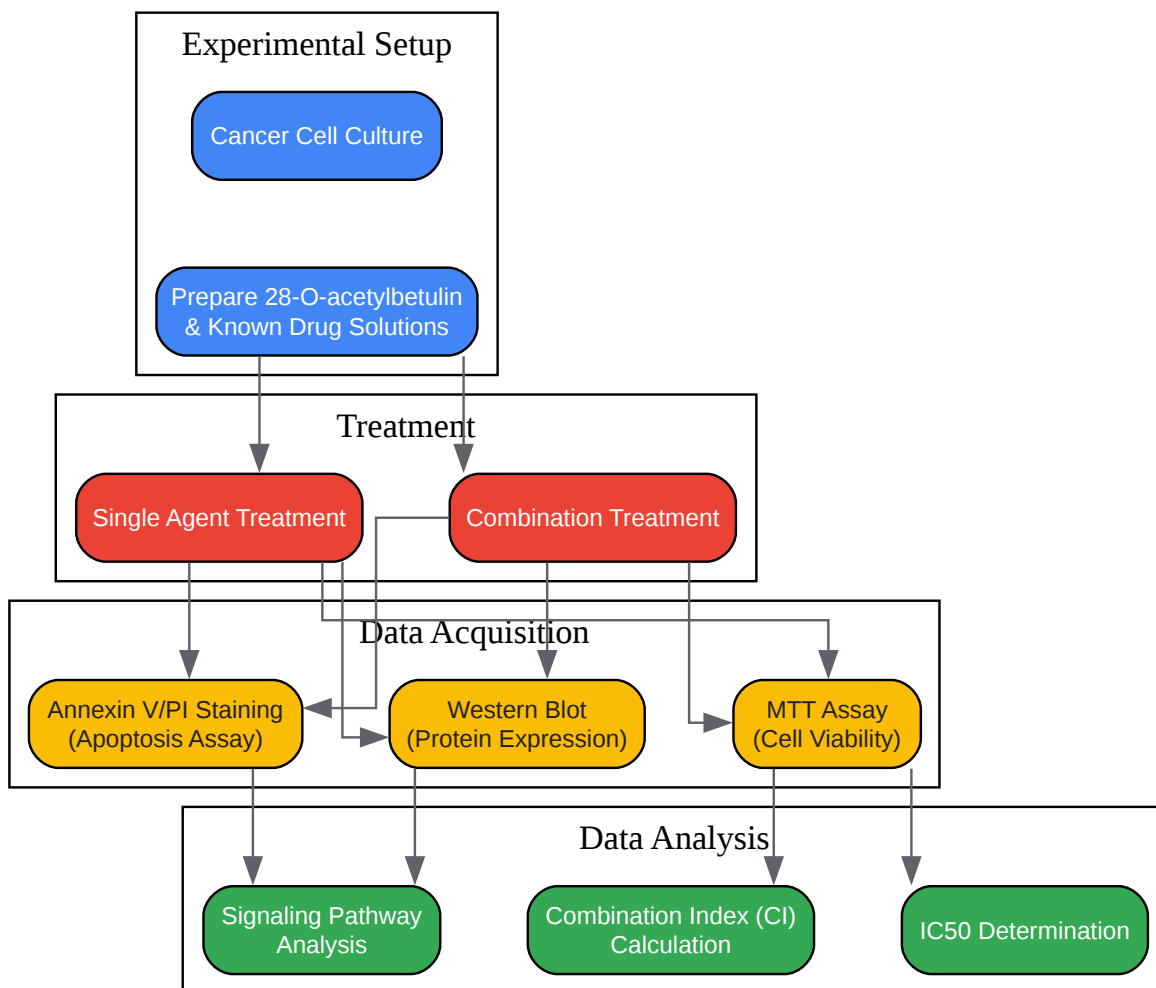 Experimental Setup
Cancer Cell Culture
Prepare 28-O-acetylbetulin
& Known Drug Solutions
Treatment
Single Agent Treatment
Combination Treatment
Data Acquisition
Annexin V/PI Staining
(Apoptosis Assay)
Western Blot
(Protein Expression)
MTT Assay
(Cell Viability)
Data Analysis
Signaling Pathway
Analysis
Combination Index (CI)
Calculation
IC50 Determination